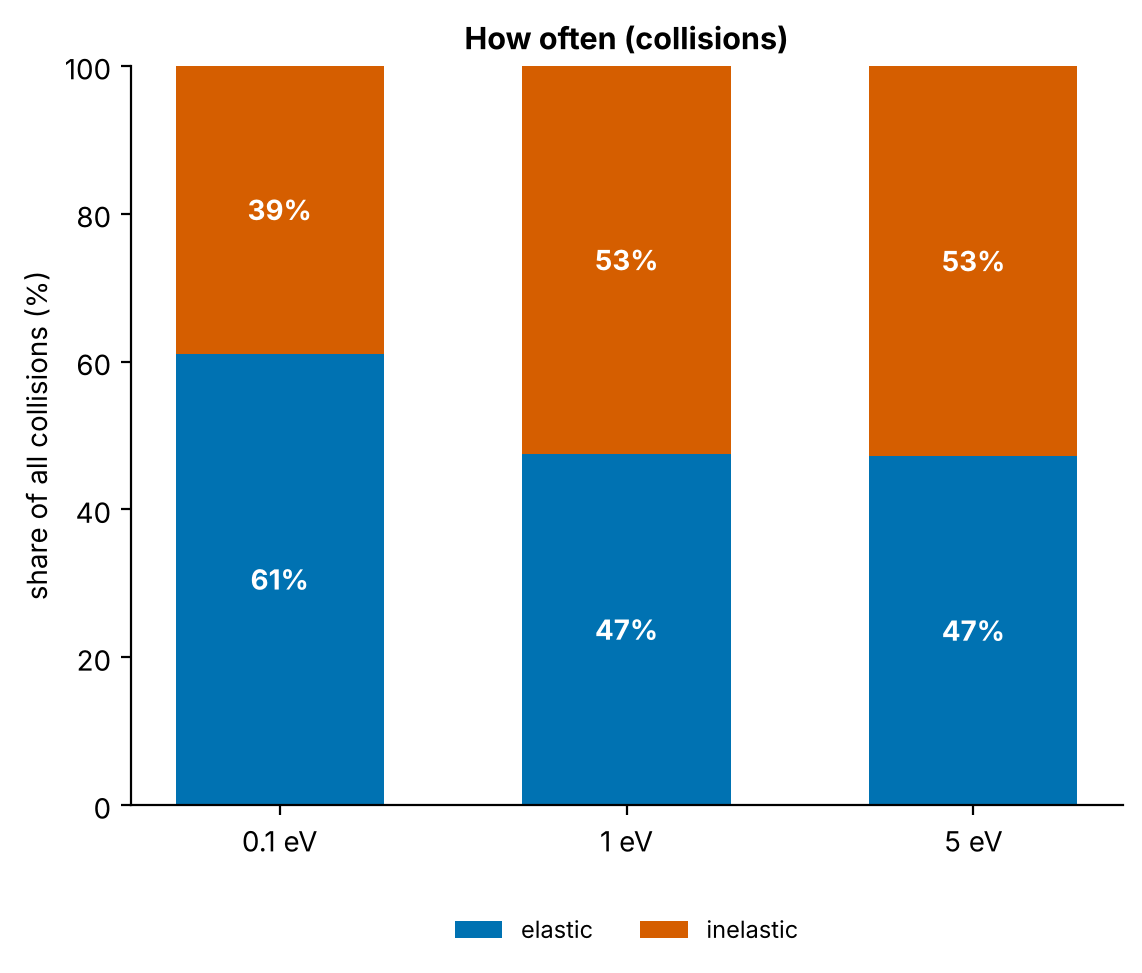 How often (collisions)
share of all collisions (%)
100
80
60
40
20
0
39%
53%
53%
61%
47%
47%
0.1 eV
1 eV
5 eV
elastic
inelastic